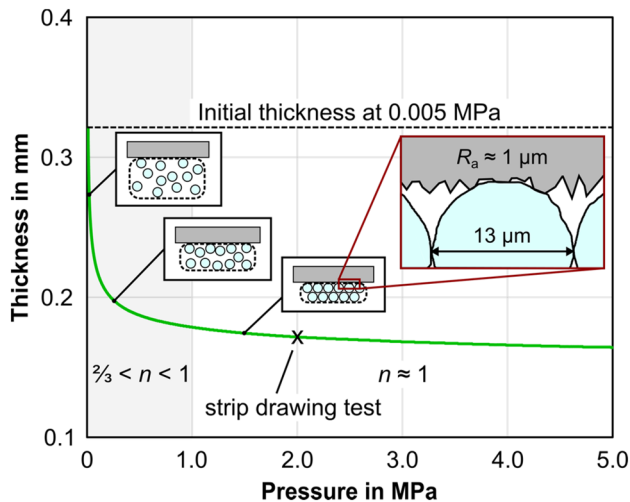 0.4
Initial thickness at 0.005 MPa
Rₐ ≈ 1 µm
0.3
Thickness in mm
13 µm
0.2
⅔ < n < 1
x
n ≈ 1
strip drawing test
0.1
0 1.0 2.0 3.0 4.0 5.0
Pressure in MPa